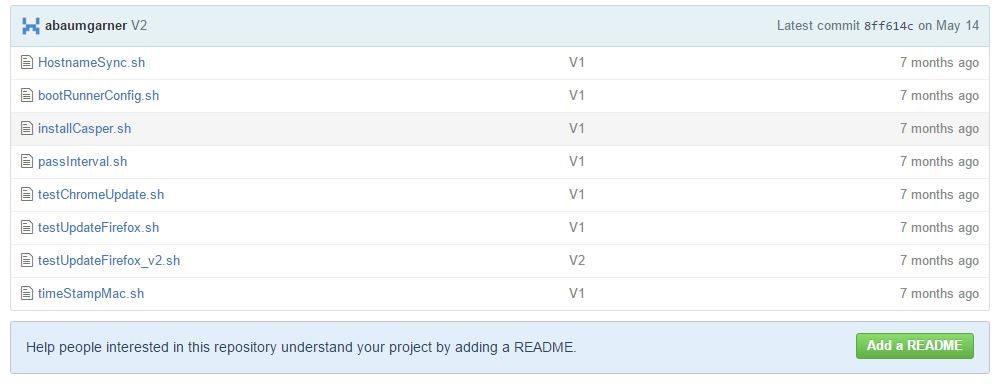 abaumgarner V2 Latest commit 8ff614c on May 14
HostnameSync.sh V1 7 months ago
bootRunnerConfig.sh V1 7 months ago
installCasper.sh V1 7 months ago
passInterval.sh V1 7 months ago
testChromeUpdate.sh V1 7 months ago
testUpdateFirefox.sh V1 7 months ago
testUpdateFirefox_v2.sh V2 7 months ago
timeStampMac.sh V1 7 months ago
Help people interested in this repository understand your project by adding a README. Add a README